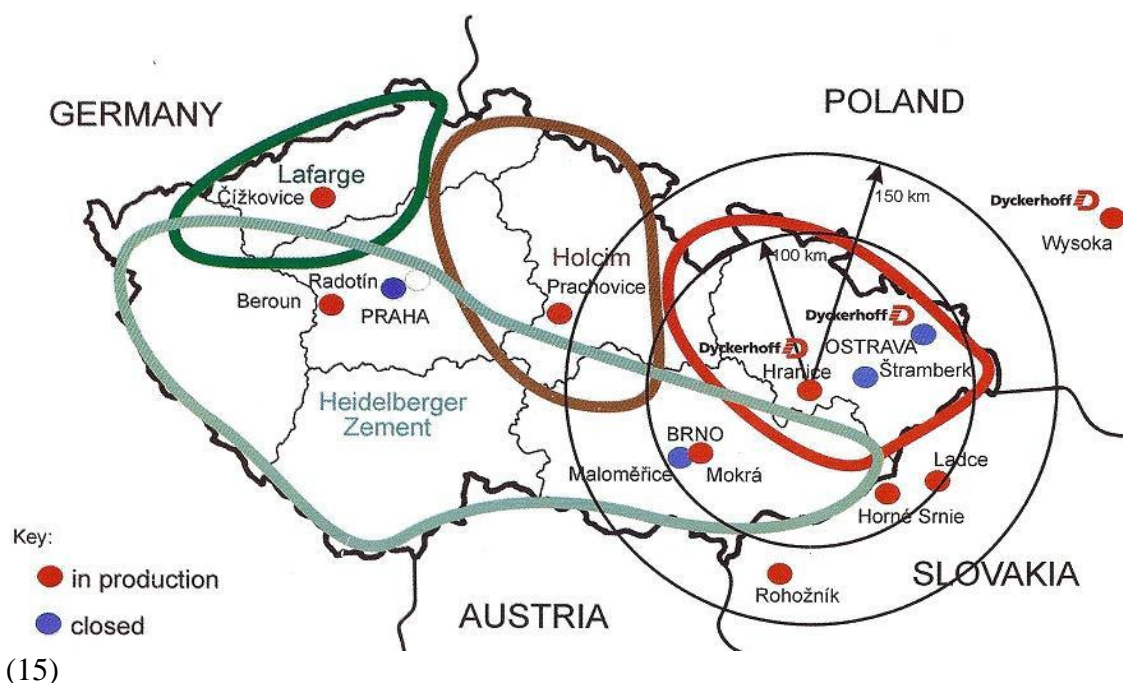 GERMANY
POLAND
Lafarge
Čížkovice
150 km
Dyckerhoff
Wysoka
100 km
Holcim
Prachovice
Radotín
Beroun
PRAHA
Dyckerhoff
OSTRAVA
Štramberk
Dyckerhoff
Hranice
Heidelberger
Zement
BRNO
Maloměřice
Mokrá
Ladce
Horné Srnie
Key:
in production
closed
AUSTRIA
Rohožník
SLOVAKIA
(15)